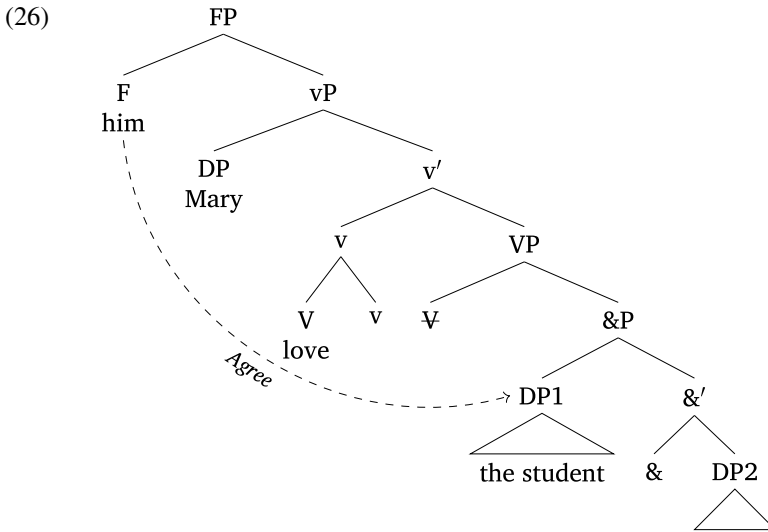 (26) FP
F vP
him
DP v′
Mary
v VP
V v V &P
love
Agree
DP1 &′
the student & DP2